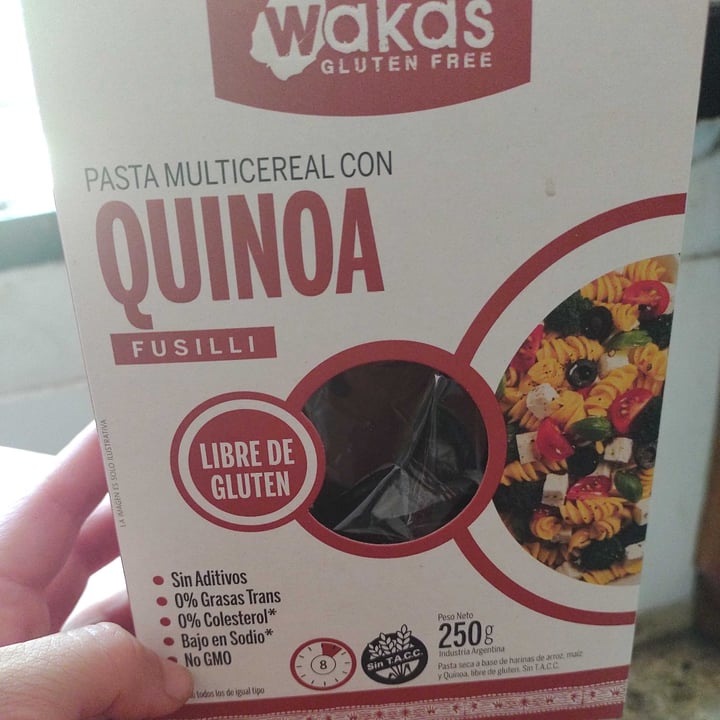 wakas
GLUTEN FREE
PASTA MULTICEREAL CON
QUINOA
FUSILLI
LIBRE DE
GLUTEN
LA IMAGEN ES SOLO ILUSTRATIVA
Sin Aditivos
0% Grasas Trans
0% Colesterol*
Bajo en Sodio*
No GMO
todos los de igual tipo
8
Sin T.A.C.C.
Peso Neto
250g
Industria Argentina
Pasta seca a base de harinas de arroz, maíz
y Quinoa, libre de gluten. Sin T.A.C.C.